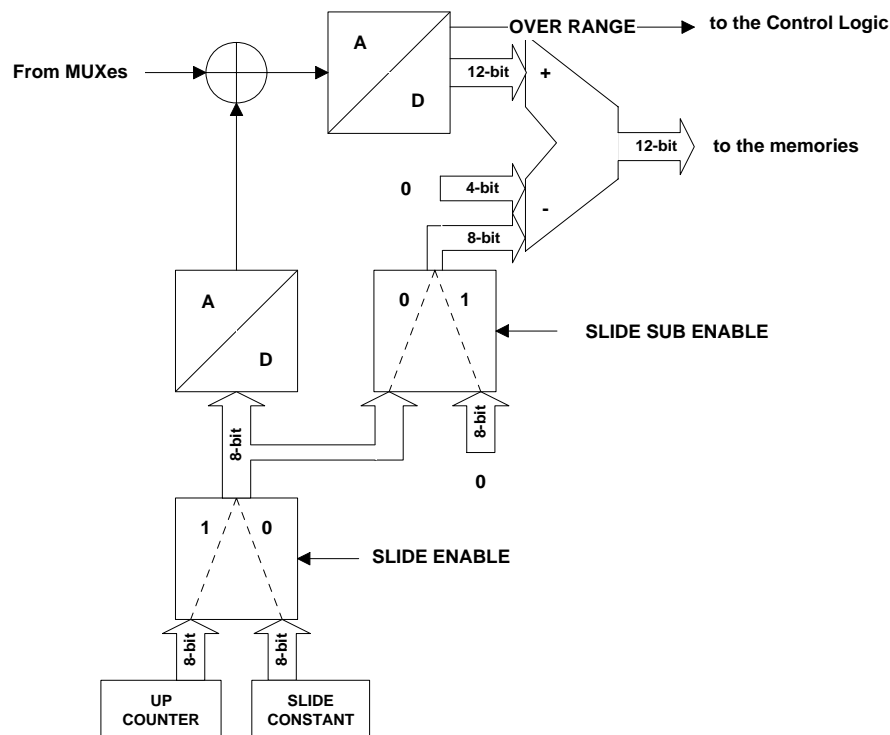 OVER RANGE
to the Control Logic
A
D
From MUXes
12-bit
+
12-bit
to the memories
0
4-bit
-
8-bit
A
D
0
1
SLIDE SUB ENABLE
8-bit
8-bit
0
1
0
SLIDE ENABLE
8-bit
8-bit
UP
COUNTER
SLIDE
CONSTANT